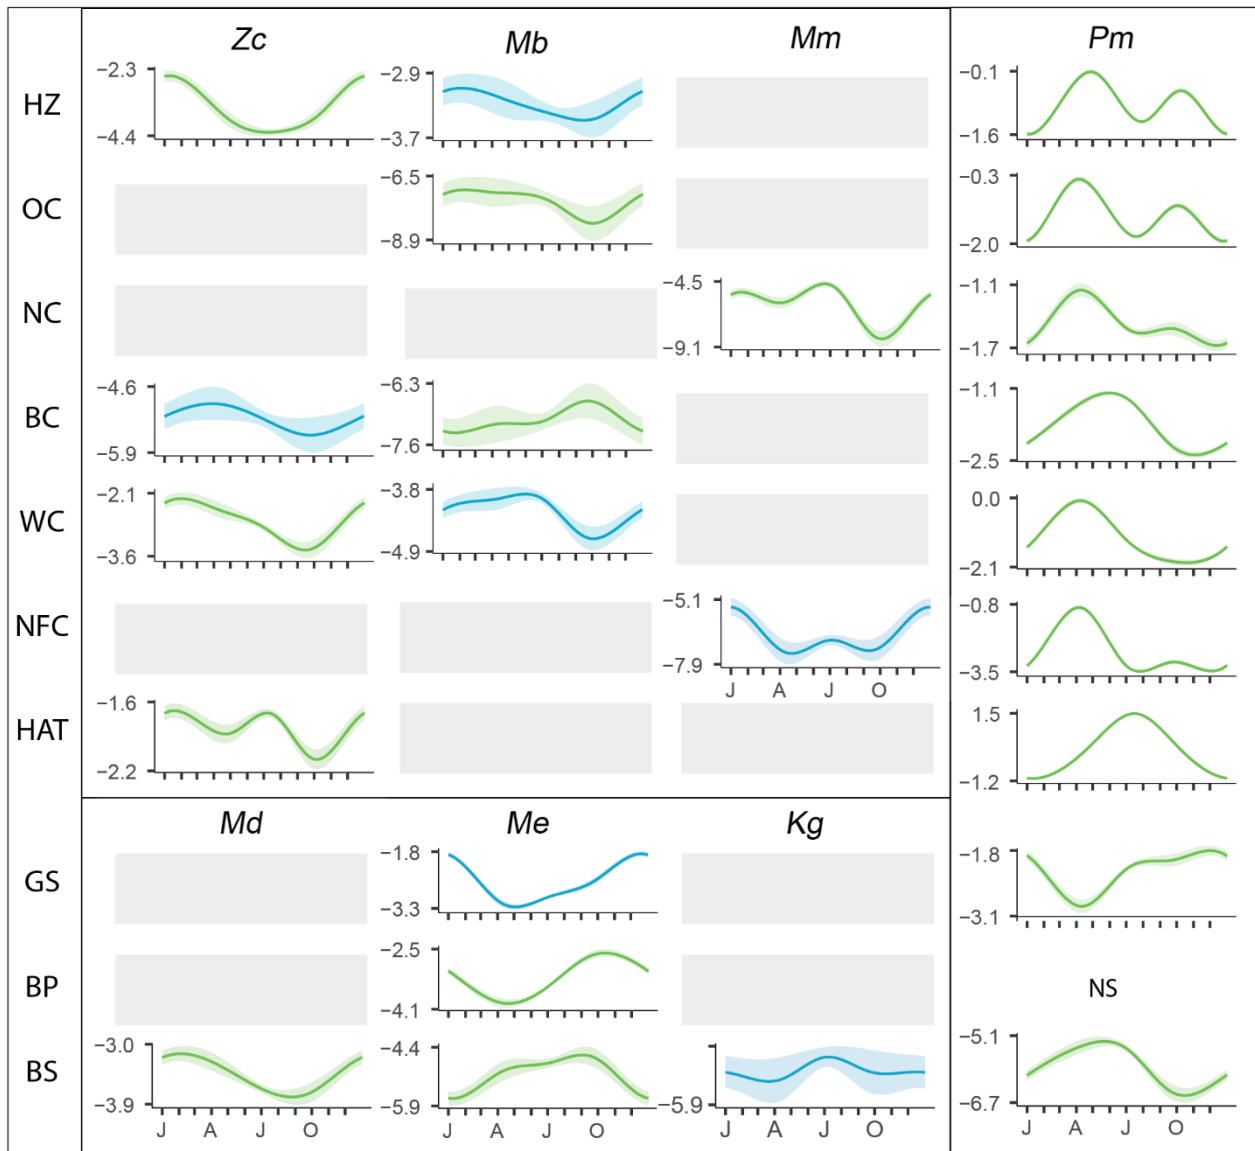 Zc Mb Mm Pm
HZ −2.3 −4.4 −2.9 −3.7 −0.1 −1.6
OC −6.5 −8.9 −0.3 −2.0
NC −4.5 −9.1 −1.1 −1.7
BC −4.6 −5.9 −6.3 −7.6 −1.1 −2.5
WC −2.1 −3.6 −3.8 −4.9 0.0 −2.1
NFC −5.1 −7.9 −0.8 −3.5
J A J O
HAT −1.6 −2.2 1.5 −1.2
Md Me Kg
GS −1.8 −3.3 −1.8 −3.1
BP −2.5 −4.1 NS
BS −3.0 −3.9 −4.4 −5.9 −5.9 −5.1 −6.7
J A J O J A J O J A J O J A J O